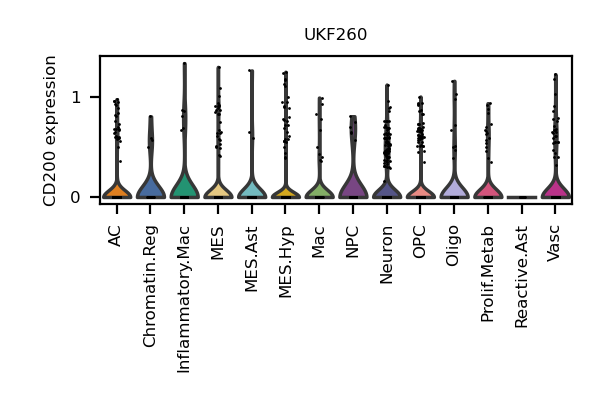 UKF260
CD200 expression
1
0
AC
Chromatin.Reg
Inflammatory.Mac
MES
MES.Ast
MES.Hyp
Mac
NPC
Neuron
OPC
Oligo
Prolif.Metab
Reactive.Ast
Vasc